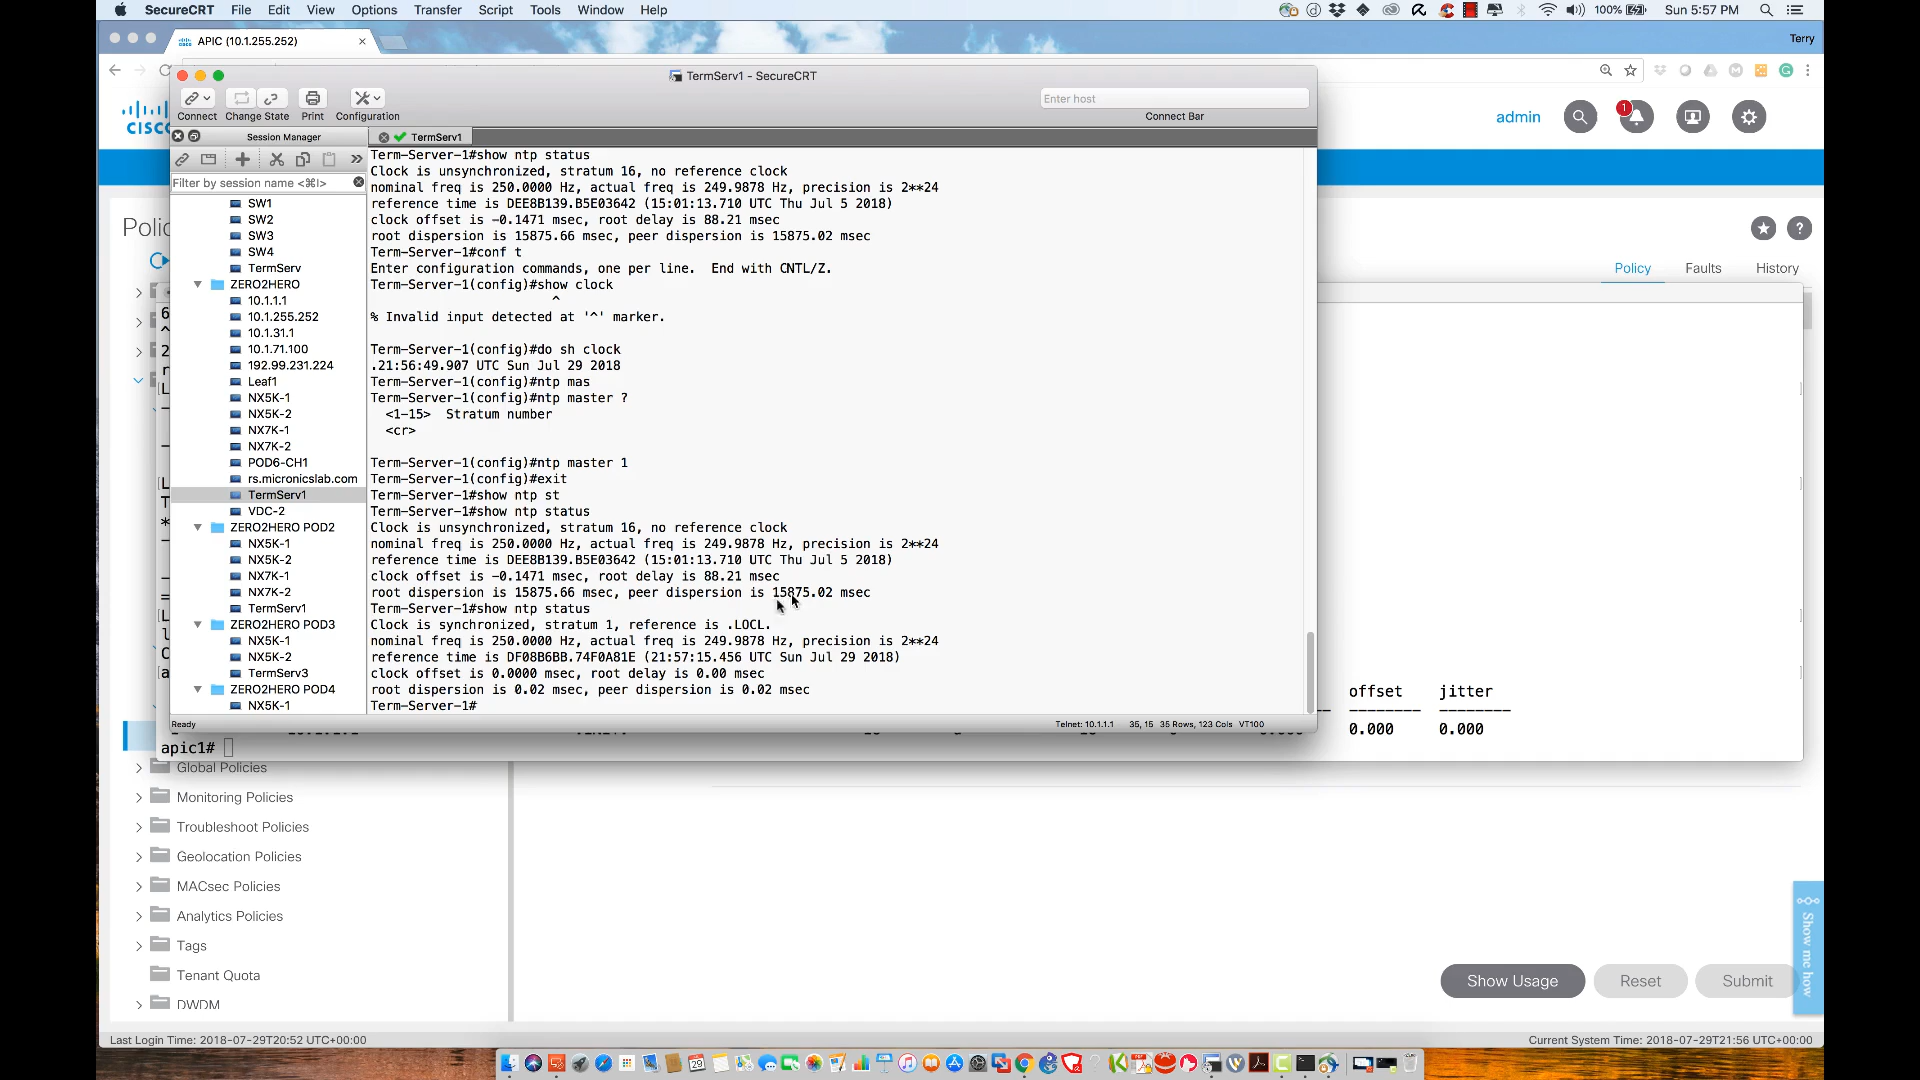 SecureCRT File Edit View Options Transfer Script Tools Window Help 100% Sun 5:57 PM
APIC (10.1.255.252) Terry
TermServ1 - SecureCRT
Enter host
Connect Change State Print Configuration Connect Bar
cisco
admin
1
Session Manager
TermServ1
Filter by session name <⌘I>
SW1
SW2
SW3
SW4
TermServ
ZERO2HERO
10.1.1.1
10.1.255.252
10.1.31.1
10.1.71.100
192.99.231.224
Leaf1
NX5K-1
NX5K-2
NX7K-1
NX7K-2
POD6-CH1
rs.micronicslab.com
TermServ1
VDC-2
ZERO2HERO POD2
NX5K-1
NX5K-2
NX7K-1
NX7K-2
TermServ1
ZERO2HERO POD3
NX5K-1
NX5K-2
TermServ3
ZERO2HERO POD4
NX5K-1
Term-Server-1#show ntp status
Clock is unsynchronized, stratum 16, no reference clock
nominal freq is 250.0000 Hz, actual freq is 249.9878 Hz, precision is 2**24
reference time is DEE8B139.B5E03642 (15:01:13.710 UTC Thu Jul 5 2018)
clock offset is -0.1471 msec, root delay is 88.21 msec
root dispersion is 15875.66 msec, peer dispersion is 15875.02 msec
Term-Server-1#conf t
Enter configuration commands, one per line. End with CNTL/Z.
Term-Server-1(config)#show clock
^
% Invalid input detected at '^' marker.
Term-Server-1(config)#do sh clock
.21:56:49.907 UTC Sun Jul 29 2018
Term-Server-1(config)#ntp mas
Term-Server-1(config)#ntp master ?
<1-15> Stratum number
<cr>
Term-Server-1(config)#ntp master 1
Term-Server-1(config)#exit
Term-Server-1#show ntp st
Term-Server-1#show ntp status
Clock is unsynchronized, stratum 16, no reference clock
nominal freq is 250.0000 Hz, actual freq is 249.9878 Hz, precision is 2**24
reference time is DEE8B139.B5E03642 (15:01:13.710 UTC Thu Jul 5 2018)
clock offset is -0.1471 msec, root delay is 88.21 msec
root dispersion is 15875.66 msec, peer dispersion is 15875.02 msec
Term-Server-1#show ntp status
Clock is synchronized, stratum 1, reference is .LOCL.
nominal freq is 250.0000 Hz, actual freq is 249.9878 Hz, precision is 2**24
reference time is DF08B6BB.74F0A81E (21:57:15.456 UTC Sun Jul 29 2018)
clock offset is 0.0000 msec, root delay is 0.00 msec
root dispersion is 0.02 msec, peer dispersion is 0.02 msec
Term-Server-1#
Ready Telnet: 10.1.1.1 35, 15 35 Rows, 123 Cols VT100
Polic
Policy Faults History
offset jitter
0.000 0.000
apic1#
Global Policies
Monitoring Policies
Troubleshoot Policies
Geolocation Policies
MACsec Policies
Analytics Policies
Tags
Tenant Quota
DWDM
Show Usage Reset Submit
Show me how
Last Login Time: 2018-07-29T20:52 UTC+00:00 Current System Time: 2018-07-29T21:56 UTC+00:00